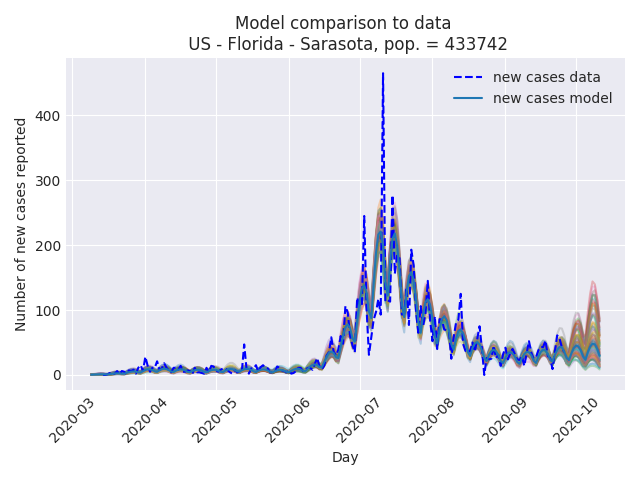 Model comparison to data
US - Florida - Sarasota, pop. = 433742
new cases data
new cases model
Number of new cases reported
400
300
200
100
0
2020-03
2020-04
2020-05
2020-06
2020-07
2020-08
2020-09
2020-10
Day